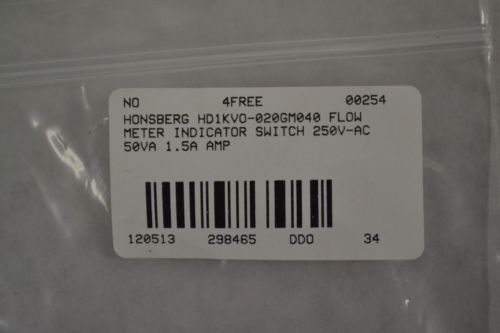 NO 4FREE 00254
HONSBERG HD1KVO-020GM040 FLOW
METER INDICATOR SWITCH 250V-AC
50VA 1.5A AMP
120513 298465 DDO 34